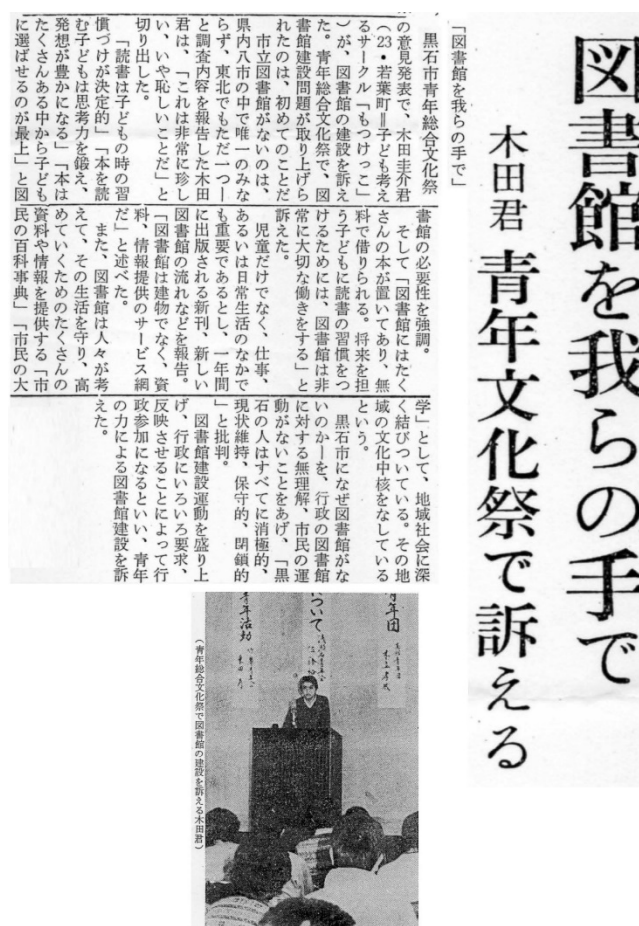 図書館を我らの手で
木田君 青年文化祭で訴える
「図書館を我らの手で」
黒石市青年総合文化祭
の意見発表で、木田圭介君
(23・若葉町＝子ども考え
るサークル「もつけっこ」
)が、図書館の建設を訴え
た。青年総合文化祭で、図
書館建設問題が取り上げら
れたのは、初めてのことだ
市立図書館がないのは、
県内八市の中で唯一のみな
らず、東北でもただ一つ―
と調査内容を報告した木田
君は、「これは非常に珍し
い、いや恥しいことだ」と
切り出した。
「読書は子どもの時の習
慣づけが決定的」「本を読
む子どもは思考力を鍛え、
発想が豊かになる」「本は
たくさんある中から子ども
に選ばせるのが最上」と図
書館の必要性を強調。
そして「図書館にはたく
さんの本が置いてあり、無
料で借りられる。将来を担
う子どもに読書の習慣をつ
けるためには、図書館は非
常に大切な働きをする」と
訴えた。
児童だけでなく、仕事、
あるいは日常生活のなかで
も重要であるとし、一年間
に出版される新刊、新しい
図書館の流れなどを報告。
「図書館は建物でなく、資
料、情報提供のサービス網
だ」と述べた。
また、図書館は人々が考
えて、その生活を守り、高
めていくためのたくさんの
資料や情報を提供する「市
民の百科事典」「市民の大
学」として、地域社会に深
く結びついている。その地
域の文化中核をなしている
という。
黒石市になぜ図書館がな
いのか―を、行政の図書館
に対する無理解、市民の運
動がないことをあげ、「黒
石の人はすべてに消極的、
現状維持、保守的、閉鎖的
」と批判。
図書館建設運動を盛り上
げ、行政にいろいろ要求、
反映させることによって行
政参加になるといい、青年
の力による図書館建設を訴
えた。
青年団
について
青年活動
(青年総合文化祭で図書館の建設を訴える木田君)